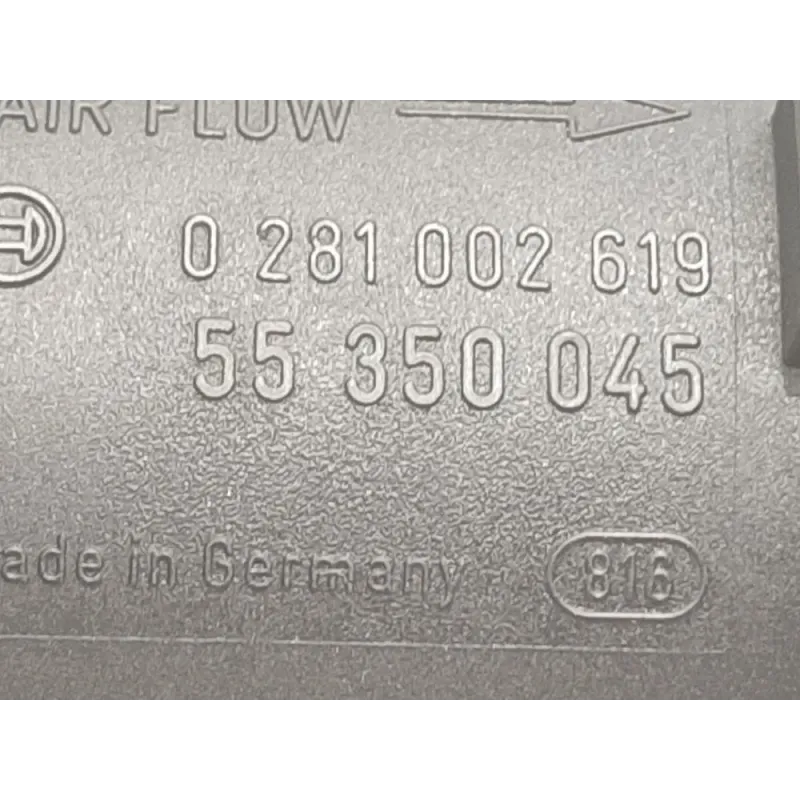 AIR FLOW
0 281 002 619
55 350 045
ade in Germany
816